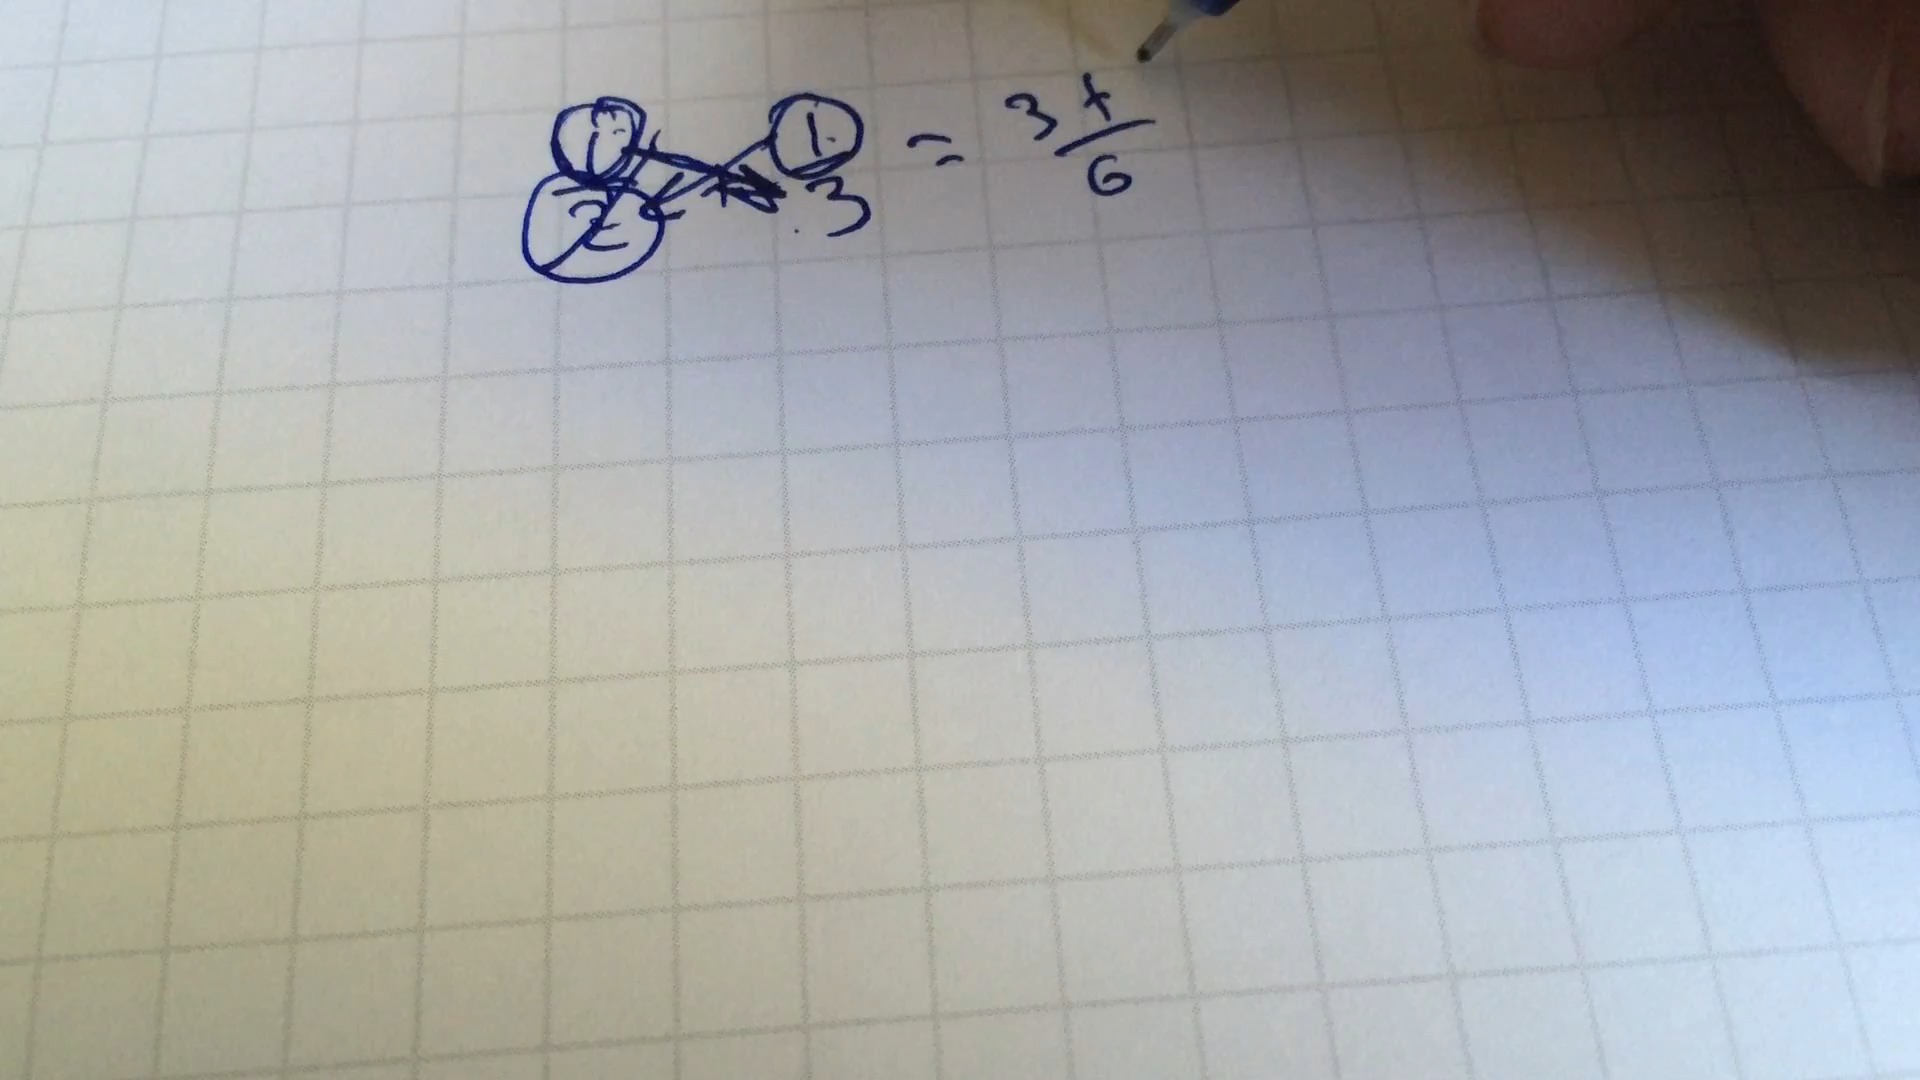 1 1 = 3 +
2 3 6